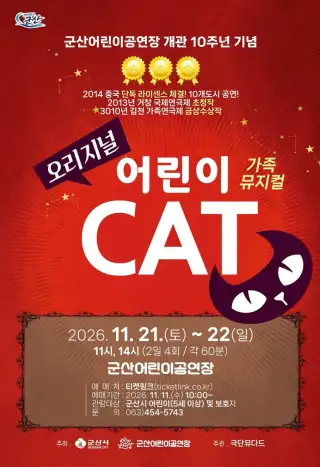 군산
군산어린이공연장 개관 10주년 기념
2014 중국 단독 라이센스 체결! 10개도시 공연!
2013년 거창 국제연극제 초청작
3010년 김천 가족연극제 금상수상작
오리지널
어린이
가족
뮤지컬
CAT
2026. 11. 21.(토) ~ 22(일)
11시, 14시 (2일 4회 / 각 60분)
군산어린이공연장
예 매 처 : 티켓링크(ticketlink.co.kr)
예매기간 : 2026. 11. 11.(수) 10:00~
관람대상 : 군산시 어린이(5세 이상) 및 보호자
문 의 : 063)454-5743
주최 군산시 군산어린이공연장 주관 극단뮤다드